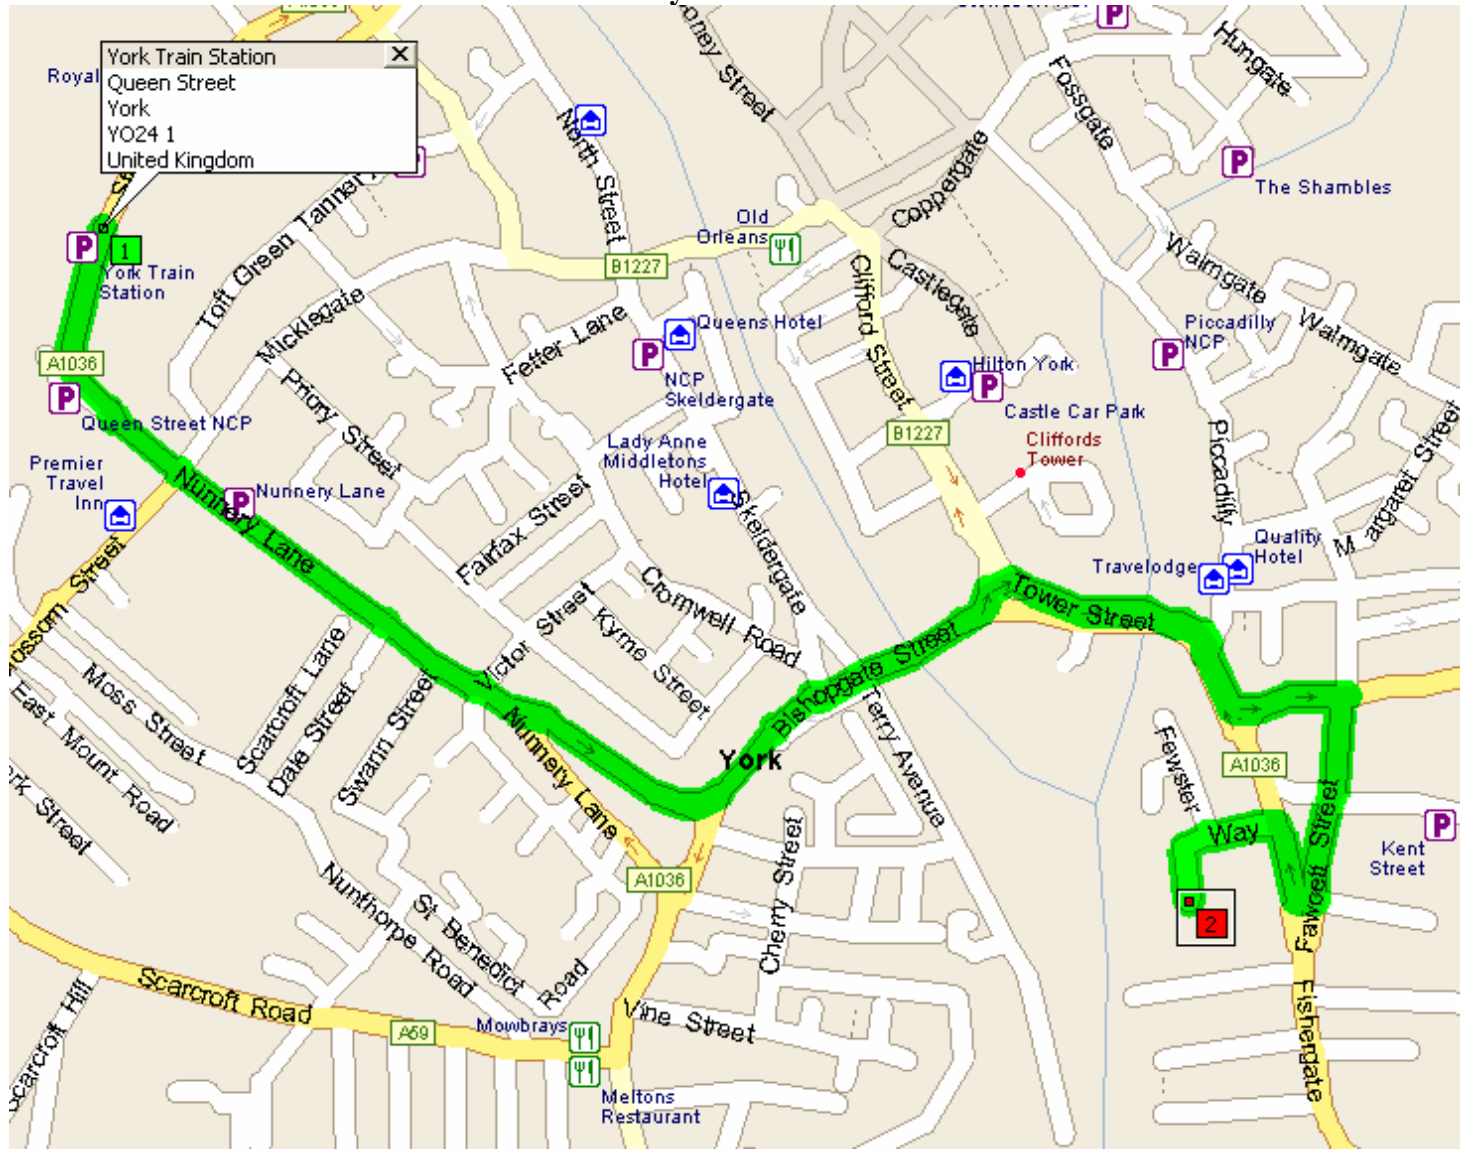 York Train Station
Queen Street
York
YO24 1
United Kingdom
Royal
Hungate
Fossgate
Street
North Street
The Shambles
Coppergate
Old
Orleans
B1227
Toft Green
Tanner
1
York Train
Station
Walmgate
Walmgate
Castlegate
Clifford Street
Micklegate
Queens Hotel
Fetter Lane
Piccadilly
NCP
A1036
Hilton York
NCP
Skeldergate
Castle Car Park
Priory Street
Queen Street NCP
B1227
Cliffords
Tower
Lady Anne
Middletons
Hotel
Piccadilly
Margaret Street
Premier
Travel
Inn
Nunnery Lane
Nunnery Lane
Skeldergate
Fairfax Street
Quality
Hotel
Travelodge
Tower Street
Cromwell Road
Kyme Street
Victor Street
Bishopgate Street
Scarcroft Lane
Dale Street
Swann Street
Moss Street
East Mount Road
Nunnery Lane
York
Terry Avenue
Fewster
Way
A1036
Fawcett Street
Kent
Street
A1036
Cherry Street
2
Nunthorpe Road
St Benedict Road
Scarcroft Road
Scarcroft Hill
A59
Mowbrays
Vine Street
Fishergate
Meltons
Restaurant